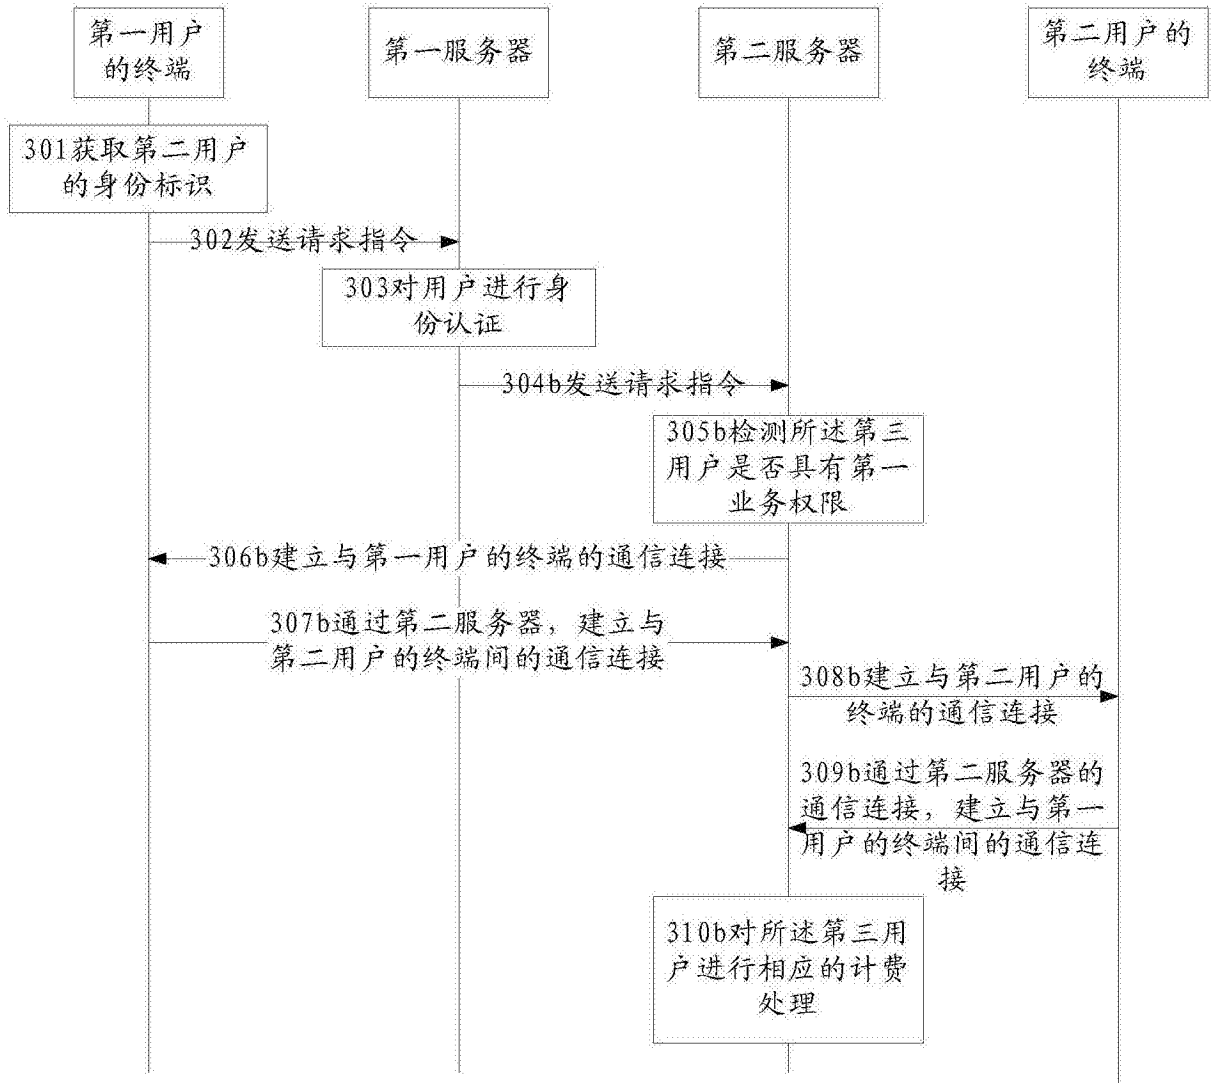 第一用户
的终端
第一服务器
第二服务器
第二用户的
终端
301获取第二用户
的身份标识
302发送请求指令
303对用户进行身
份认证
304b发送请求指令
305b检测所述第三
用户是否具有第一
业务权限
306b建立与第一用户的终端的通信连接
307b通过第二服务器，建立与
第二用户的终端间的通信连接
308b建立与第二用户的
终端的通信连接
309b通过第二服务器的
通信连接，建立与第一
用户的终端间的通信连
接
310b对所述第三用
户进行相应的计费
处理